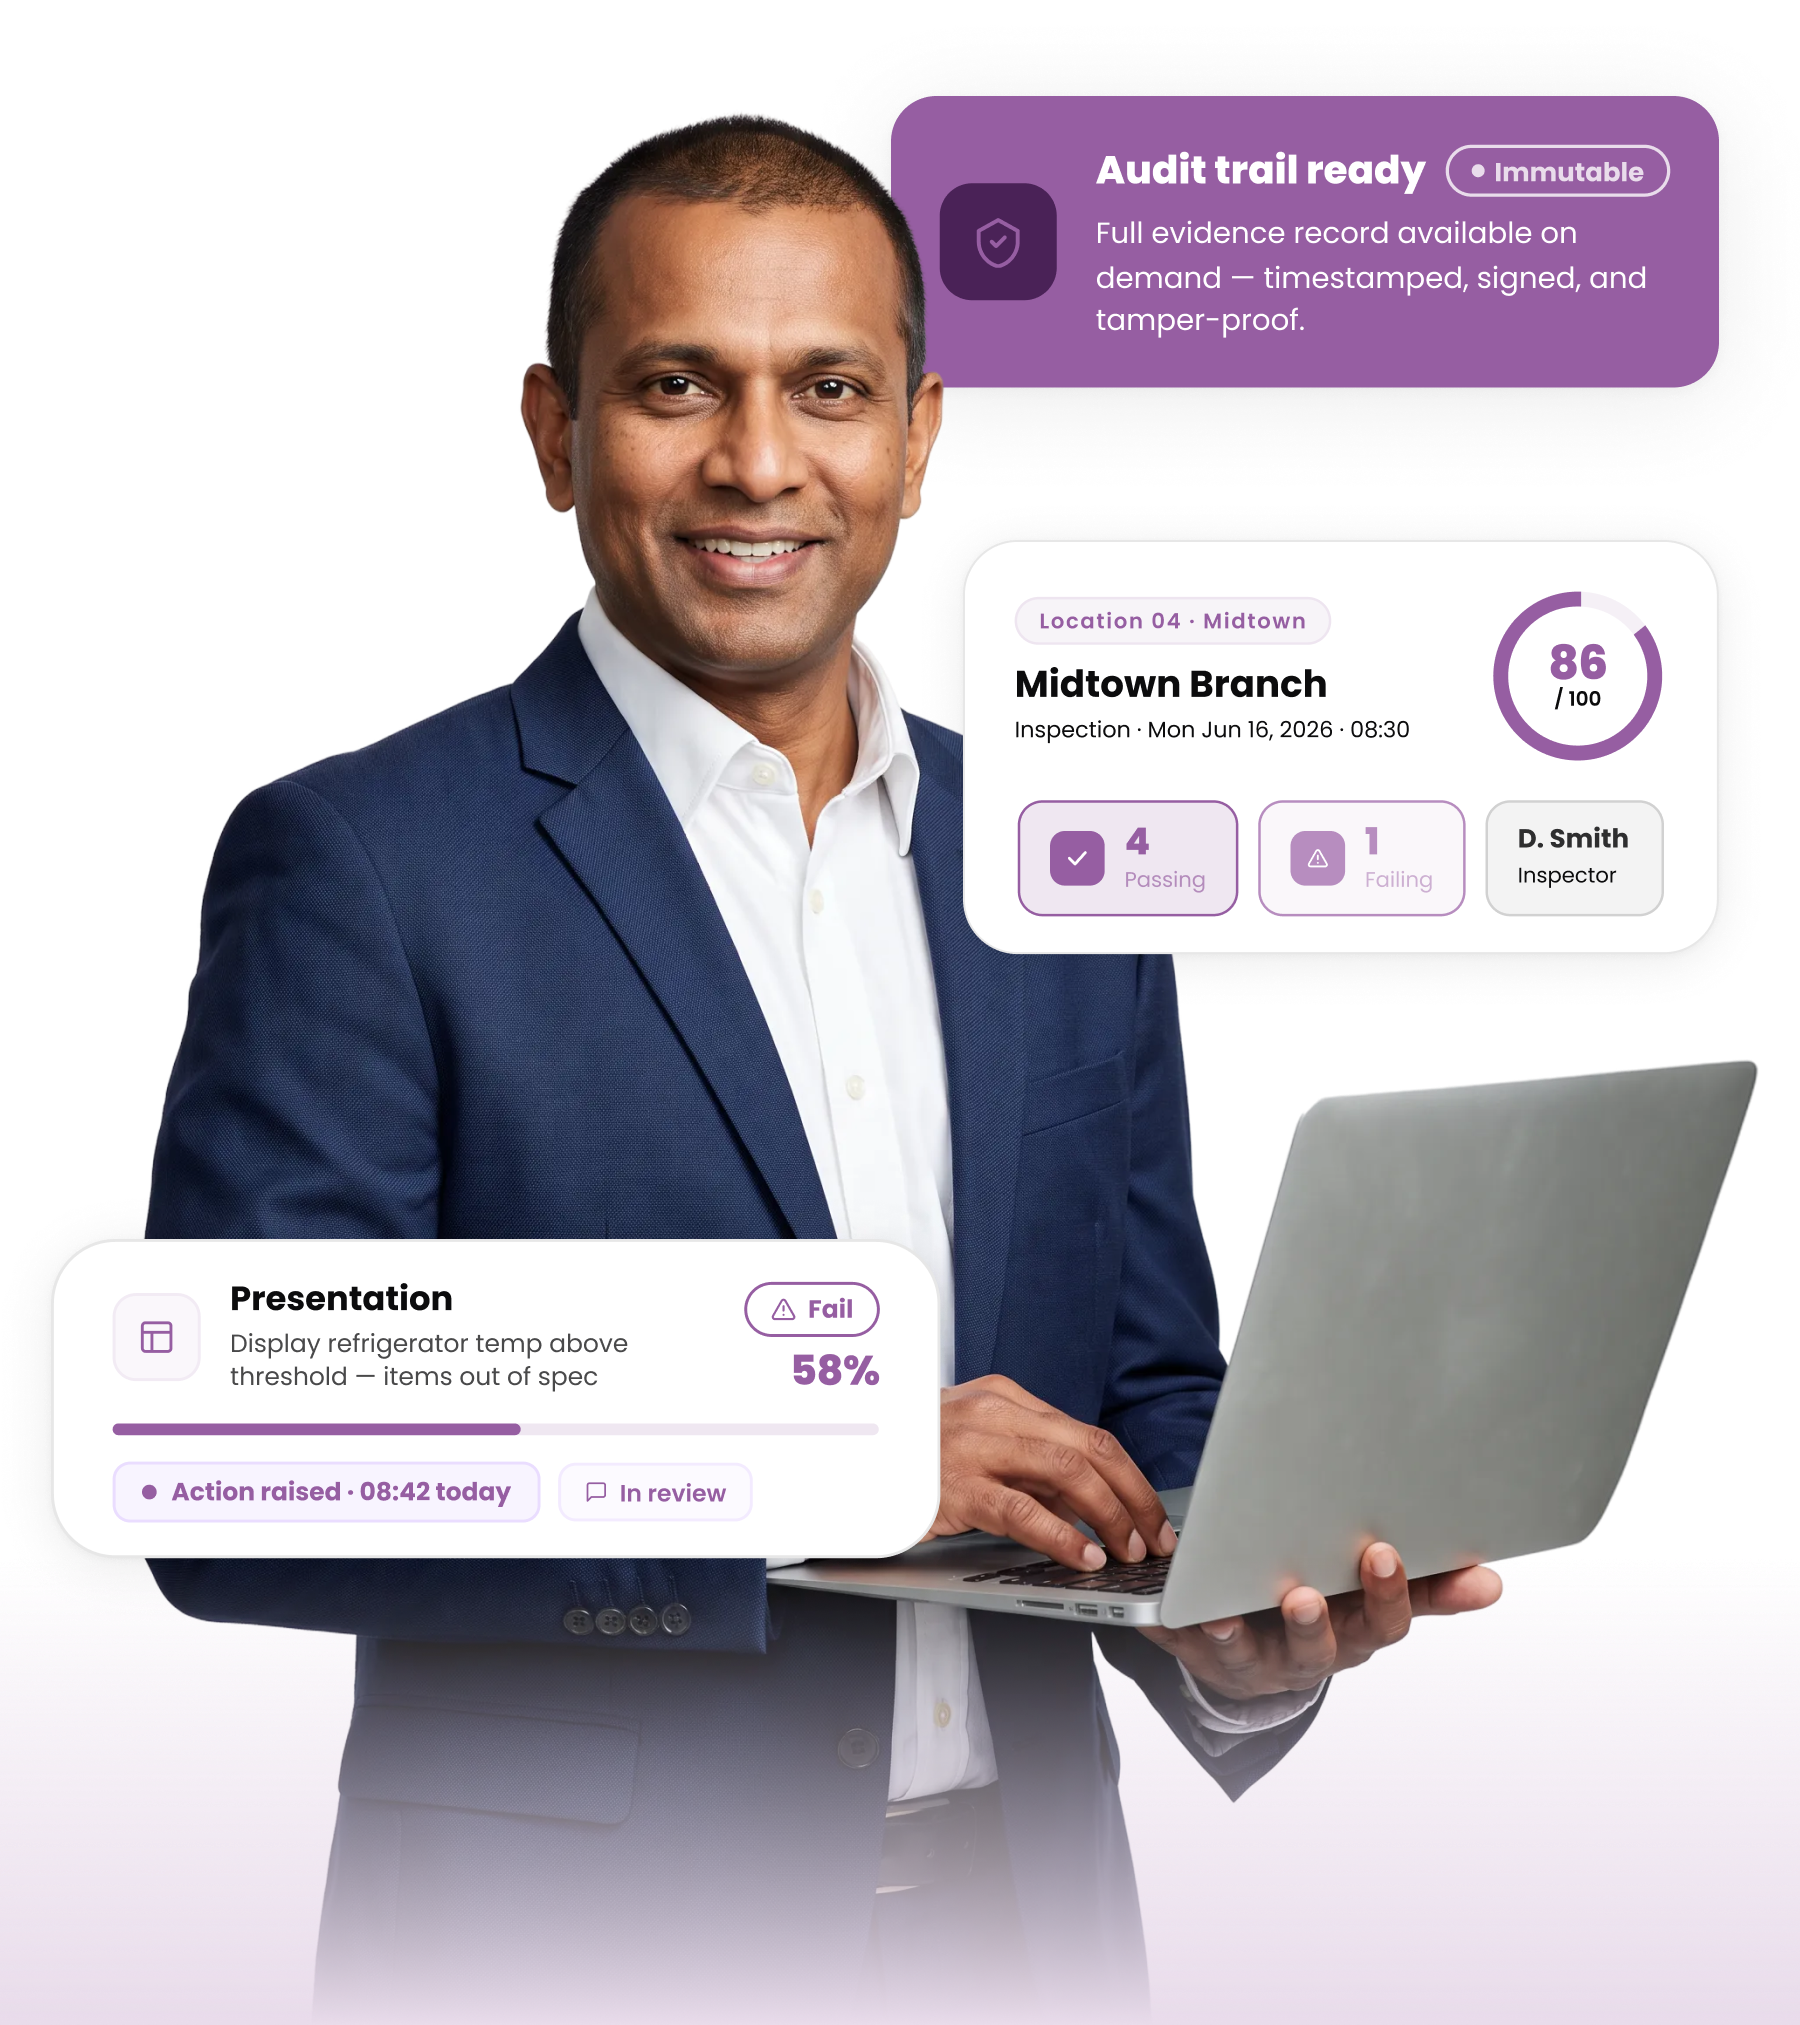 Audit trail ready
Immutable
Full evidence record available on
demand — timestamped, signed, and
tamper-proof.
Location 04 · Midtown
Midtown Branch
Inspection · Mon Jun 16, 2026 · 08:30
86
/ 100
4
Passing
1
Failing
D. Smith
Inspector
Presentation
Display refrigerator temp above
threshold — items out of spec
Fail
58%
Action raised · 08:42 today
In review